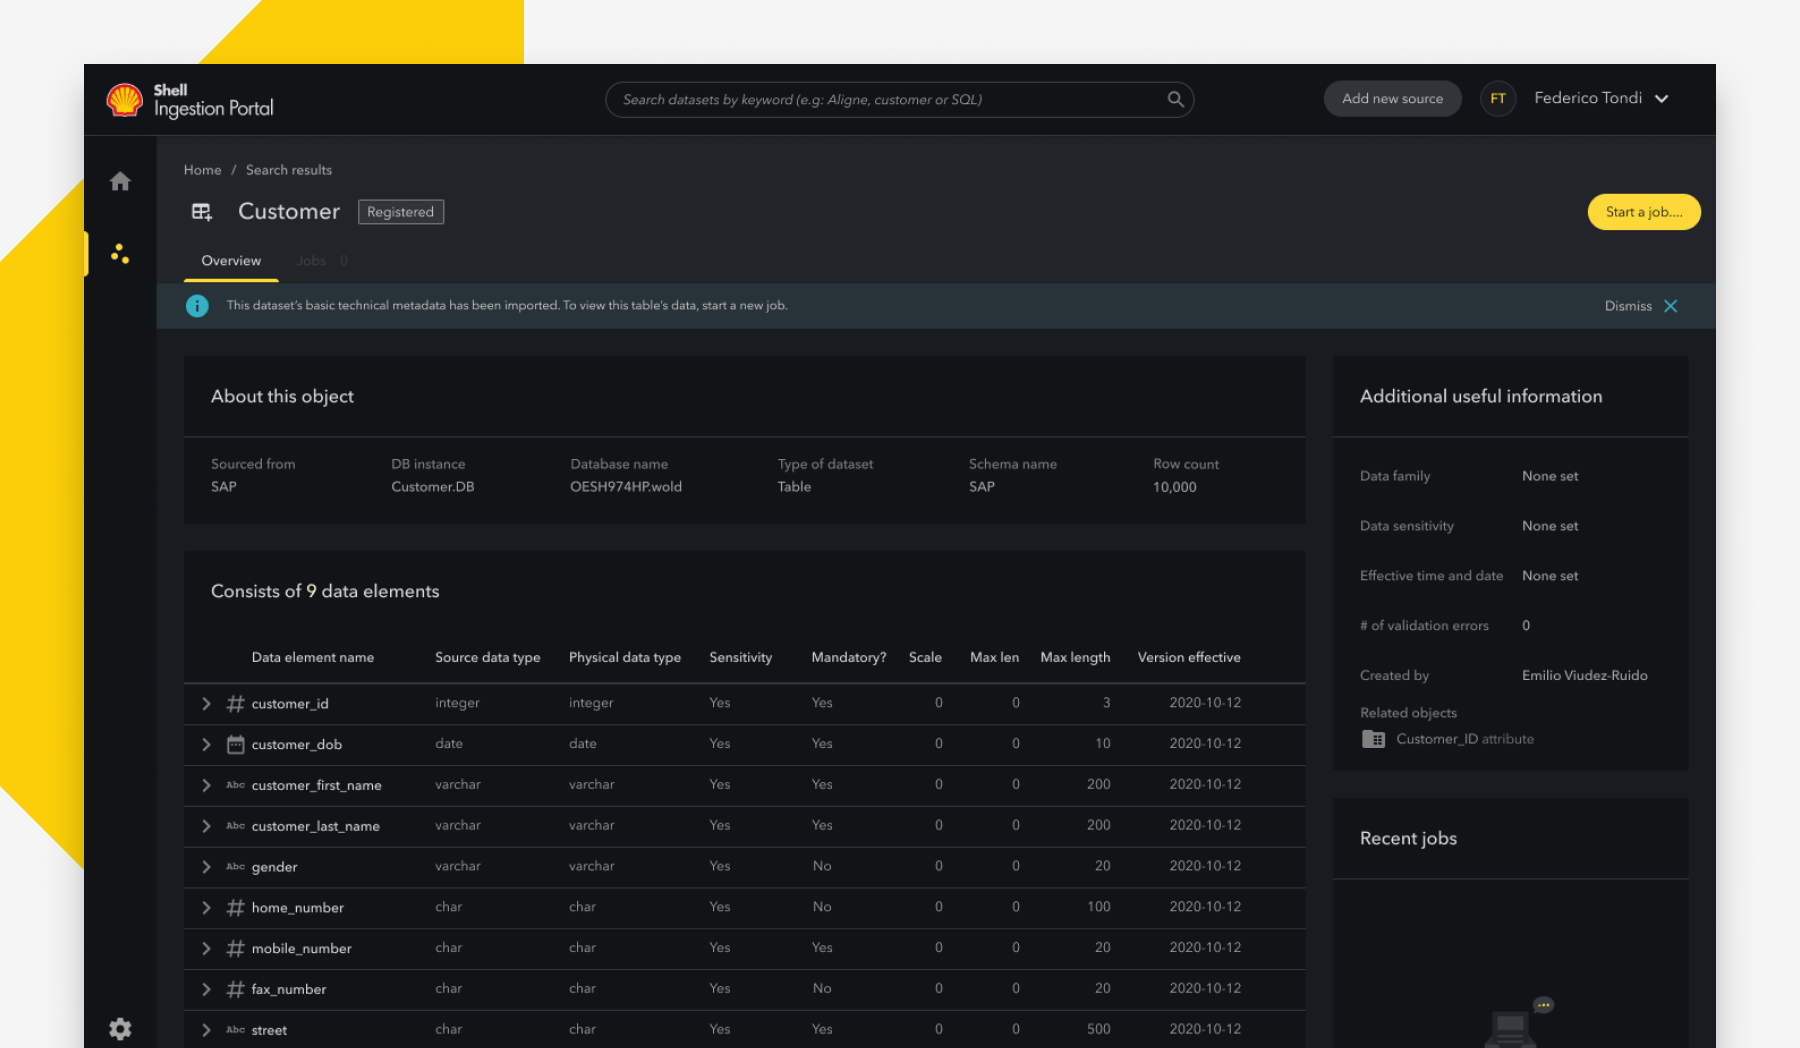 Shell
Ingestion Portal
Search datasets by keyword (e.g: Aligne, customer or SQL)
Add new source
FT
Federico Tondi
Home / Search results
Customer
Registered
Start a job....
Overview
Jobs 0
This dataset's basic technical metadata has been imported. To view this table's data, start a new job.
Dismiss
About this object
Sourced from DB instance Database name Type of dataset Schema name Row count
SAP Customer.DB OESH974HP.wold Table SAP 10,000
Consists of 9 data elements
Data element name Source data type Physical data type Sensitivity Mandatory? Scale Max len Max length Version effective
customer_id integer integer Yes Yes 0 0 3 2020-10-12
customer_dob date date Yes Yes 0 0 10 2020-10-12
Abc customer_first_name varchar varchar Yes Yes 0 0 200 2020-10-12
Abc customer_last_name varchar varchar Yes Yes 0 0 200 2020-10-12
Abc gender varchar varchar Yes No 0 0 20 2020-10-12
# home_number char char Yes No 0 0 100 2020-10-12
# mobile_number char char Yes Yes 0 0 20 2020-10-12
# fax_number char char Yes No 0 0 20 2020-10-12
Abc street char char Yes Yes 0 0 500 2020-10-12
Additional useful information
Data family None set
Data sensitivity None set
Effective time and date None set
# of validation errors 0
Created by Emilio Viudez-Ruido
Related objects
Customer_ID attribute
Recent jobs